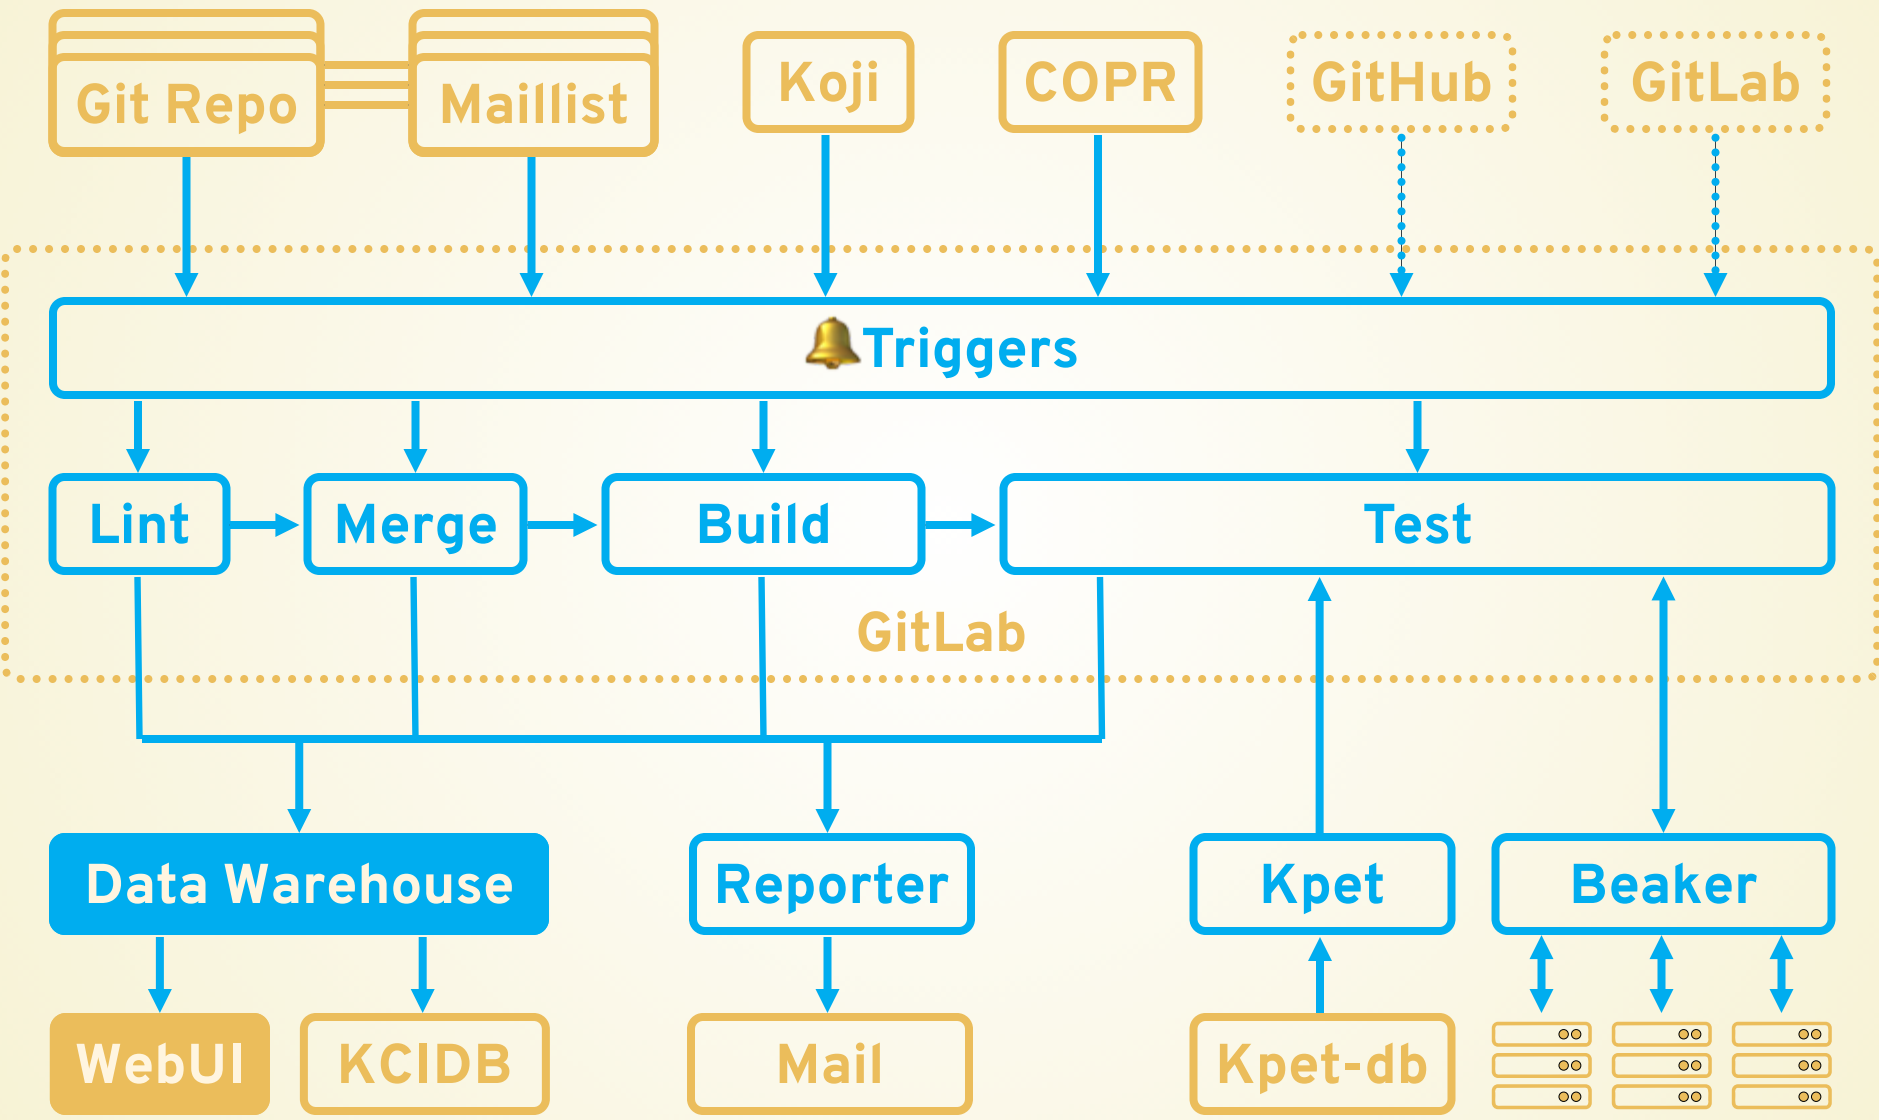 Git Repo
Maillist
Koji
COPR
GitHub
GitLab
Triggers
Lint
Merge
Build
Test
GitLab
Data Warehouse
Reporter
Kpet
Beaker
WebUI
KCIDB
Mail
Kpet-db